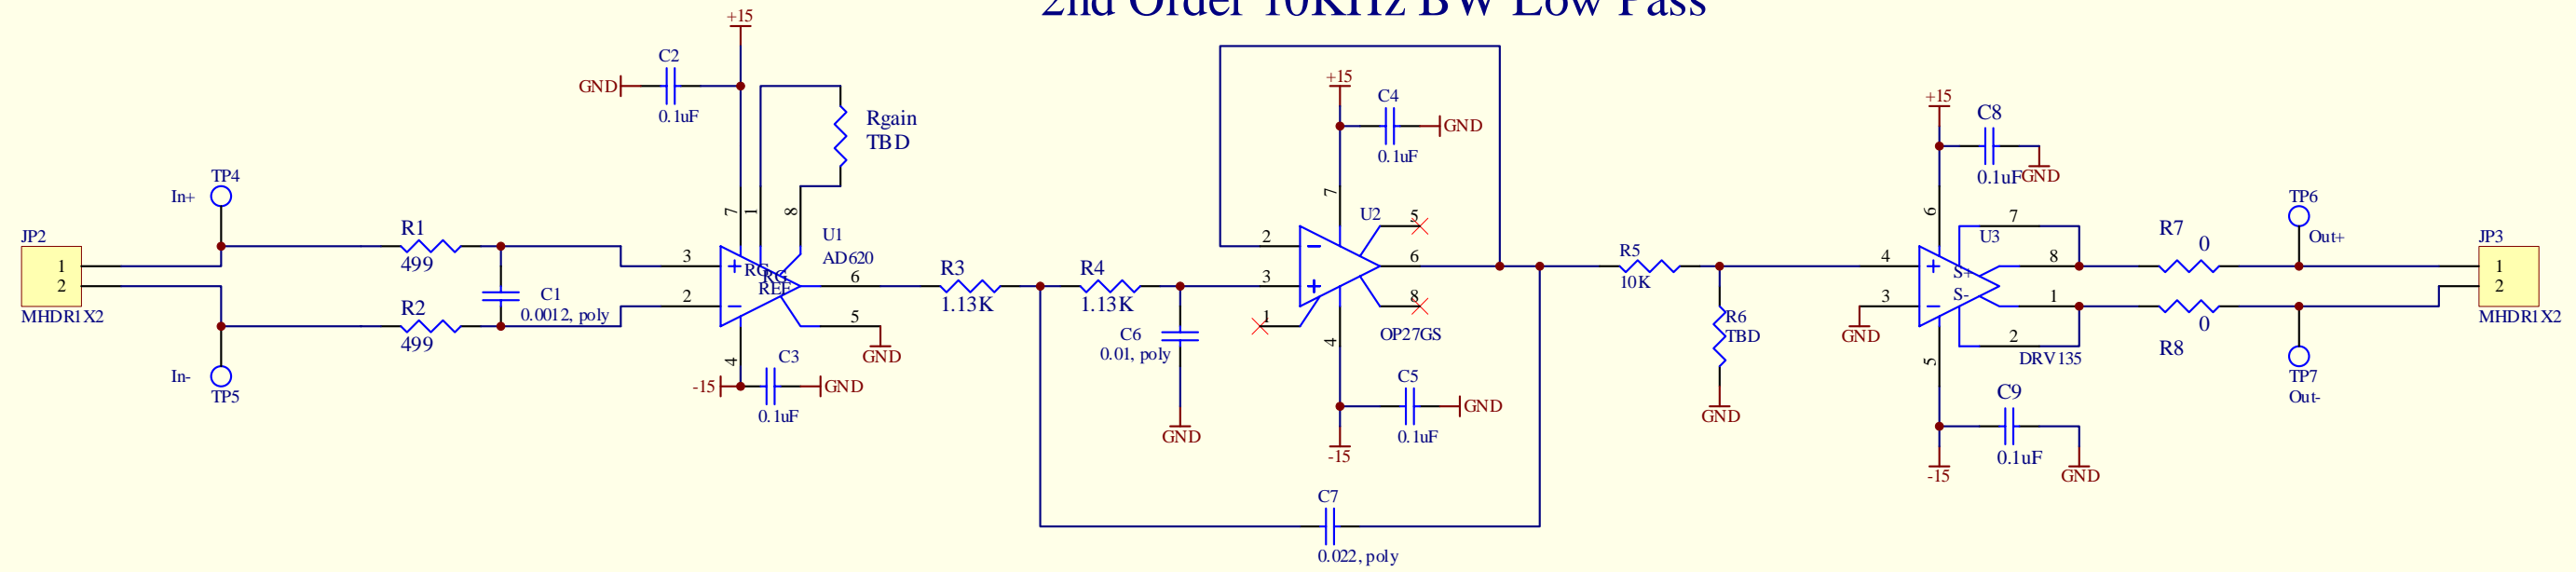 2nd Order 10KHz BW Low Pass
+15
C2
GND
0.1uF
Rgain
TBD
7
1
8
TP4
In+
JP2
1
2
MHDR1X2
R1
499
R2
499
C1
0.0012, poly
In-
TP5
3
2
U1
AD620
RG
RG
REF
6
5
GND
4
C3
-15
GND
0.1uF
R3
1.13K
R4
1.13K
C6
0.01, poly
GND
+15
C4
GND
0.1uF
7
U2
5
2
3
6
8
1
OP27GS
4
C5
GND
0.1uF
-15
C7
0.022, poly
R5
10K
R6
TBD
GND
+15
C8
0.1uF
GND
6
7
U3
4
8
S+
3
S-
1
GND
2
DRV135
5
C9
0.1uF
GND
-15
R7
0
0
R8
TP6
Out+
TP7
Out-
JP3
1
2
MHDR1X2